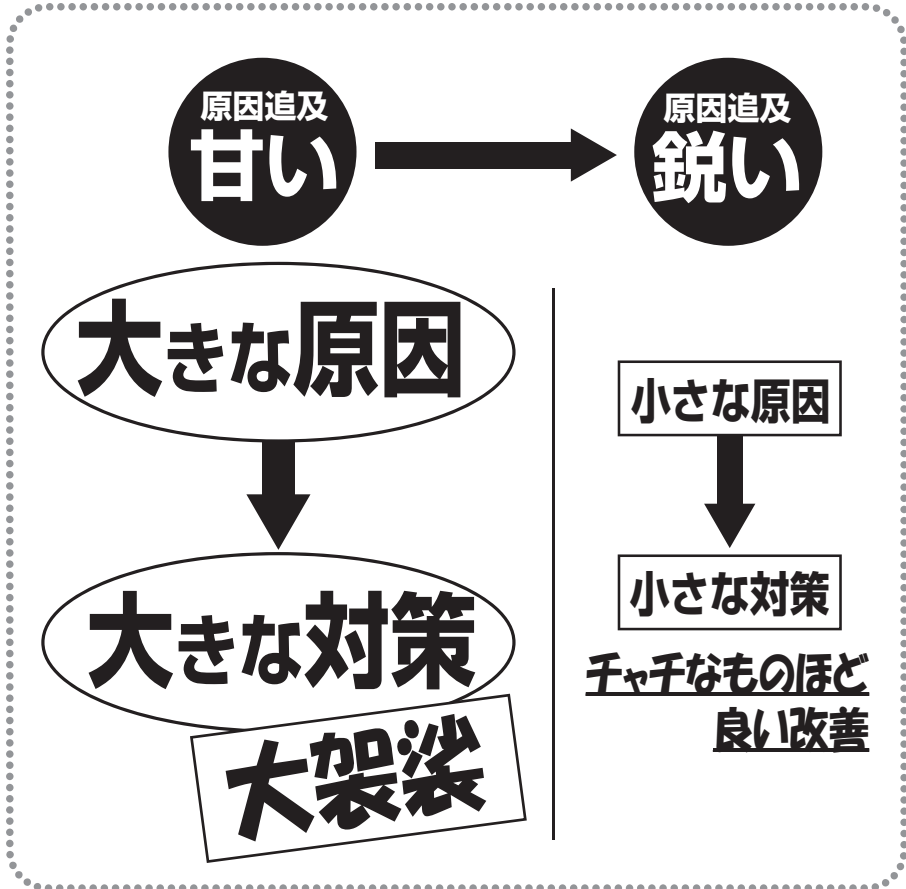 原因追及
甘い
原因追及
鋭い
大きな原因
大きな対策
大袈裟
小さな原因
小さな対策
チャチなものほど
良い改善